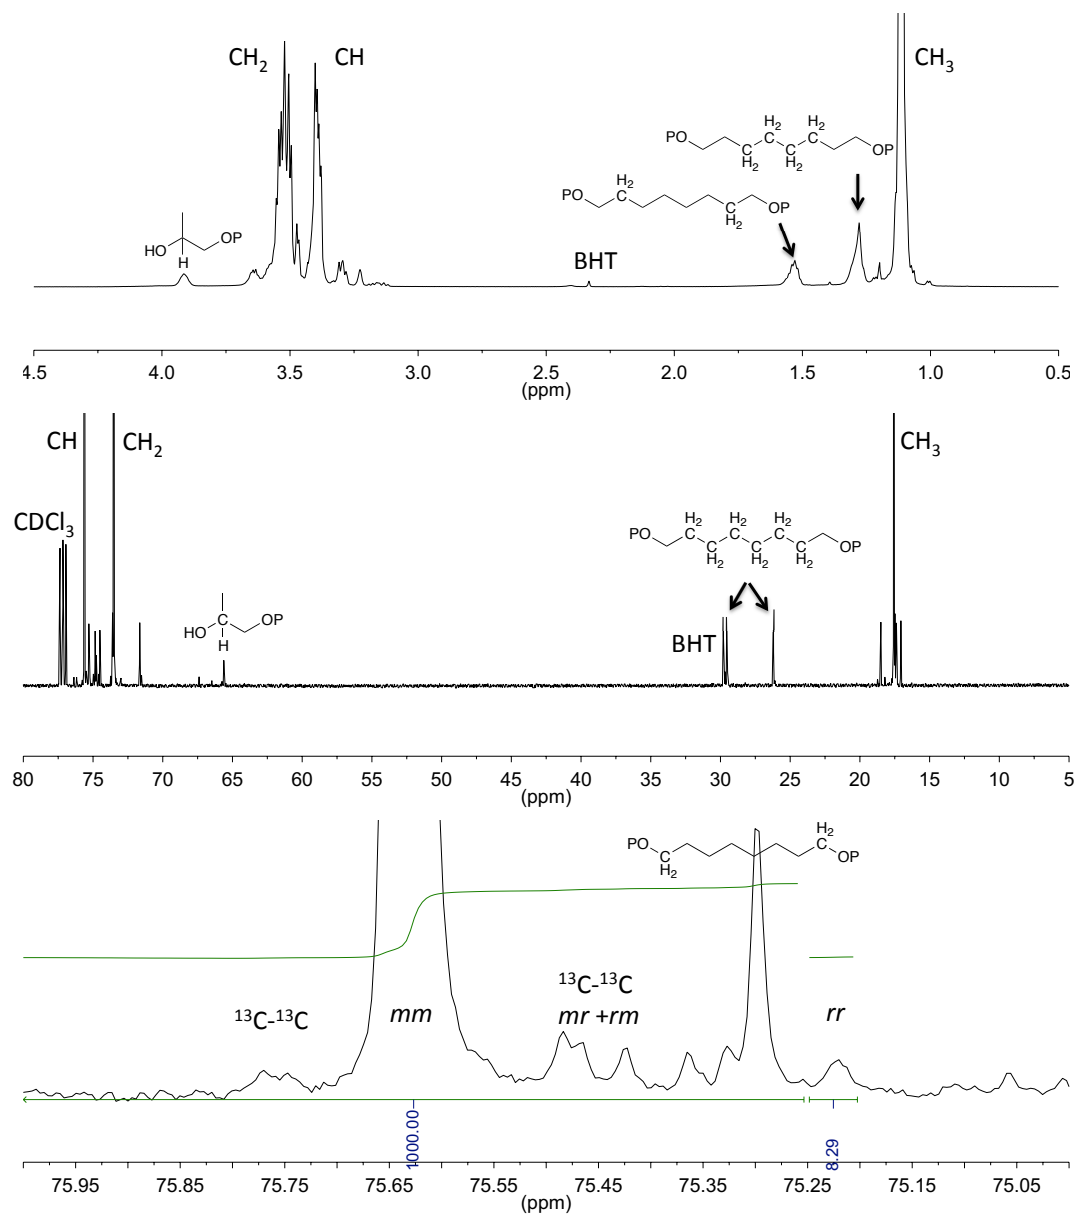 CH₂ CH CH₃
H₂ H₂
PO C C
C C OP
H₂ H₂
H₂
PO C
C OP
H₂
HO OP
H
BHT
4.5 4.0 3.5 3.0 2.5 2.0 1.5 1.0 0.5
(ppm)
CH CH₂ CH₃
CDCl₃
H₂ H₂ H₂
PO C C C
C C C OP
H₂ H₂ H₂
HO C OP
H
BHT
80 75 70 65 60 55 50 45 40 35 30 25 20 15 10 5
(ppm)
H₂
PO C
C OP
H₂
¹³C-¹³C
mm
¹³C-¹³C
mr +rm
rr
1000.00
8.29
75.95 75.85 75.75 75.65 75.55 75.45 75.35 75.25 75.15 75.05
(ppm)